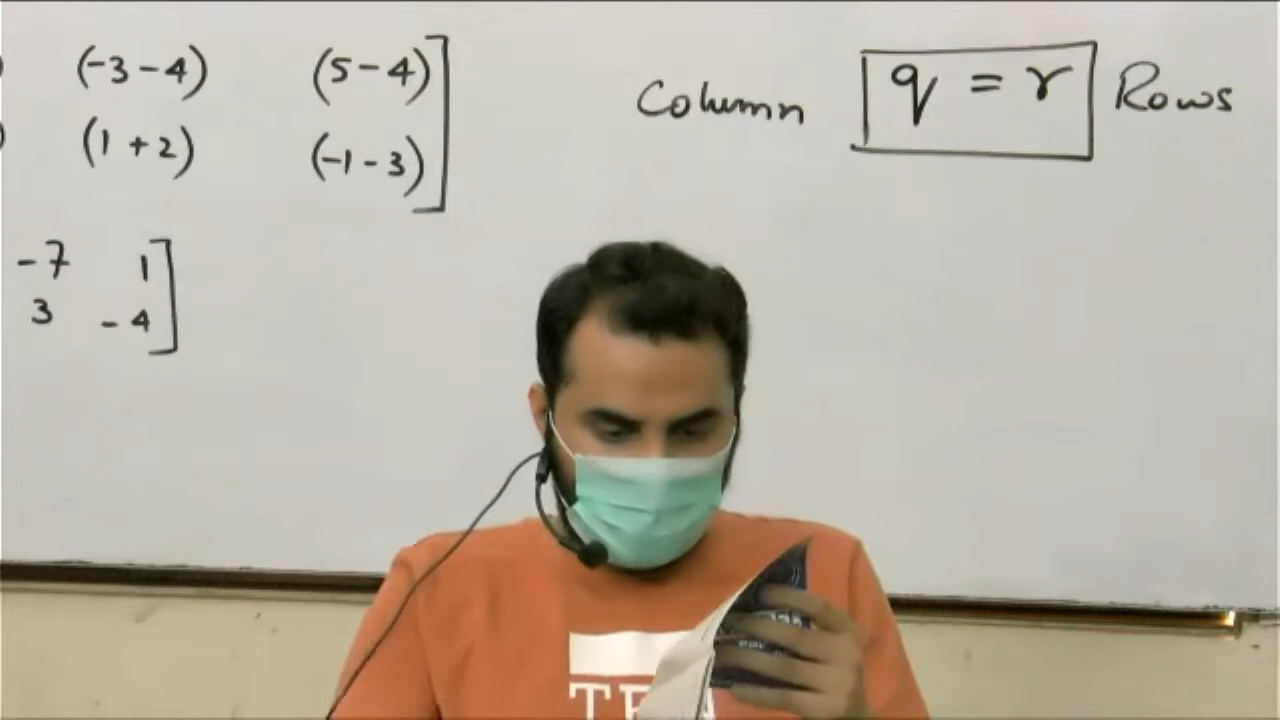 (-3 - 4) (5 - 4)
(1 + 2) (-1 - 3)
-7 1
3 -4
Column q = r Rows